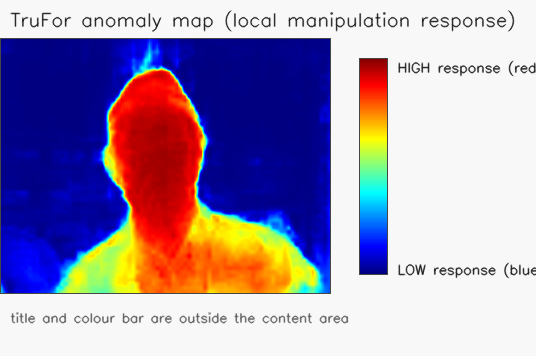 TruFor anomaly map (local manipulation response)
HIGH response (red
LOW response (blue
title and colour bar are outside the content area